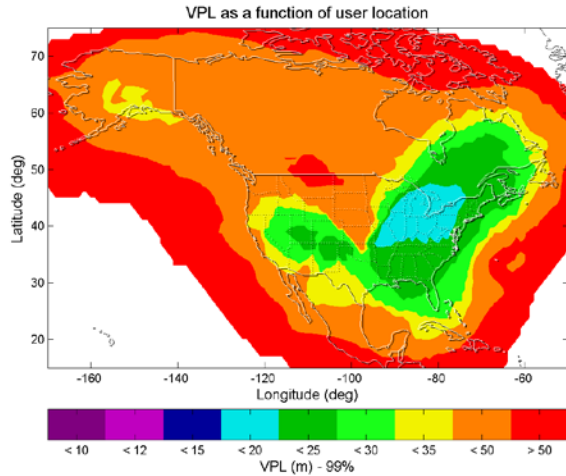 VPL as a function of user location
70
60
50
40
30
20
Latitude (deg)
-160 -140 -120 -100 -80 -60
Longitude (deg)
< 10 < 12 < 15 < 20 < 25 < 30 < 35 < 50 > 50
VPL (m) - 99%